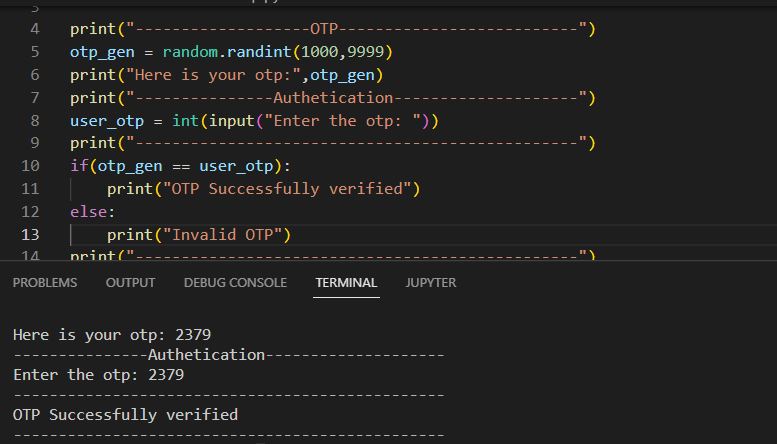 3
4 print("-------------------OTP--------------------------")
5 otp_gen = random.randint(1000,9999)
6 print("Here is your otp:",otp_gen)
7 print("---------------Authetication--------------------")
8 user_otp = int(input("Enter the otp: "))
9 print("------------------------------------------------")
10 if(otp_gen == user_otp):
11 print("OTP Successfully verified")
12 else:
13 print("Invalid OTP")
14 print("------------------------------------------------")
PROBLEMS OUTPUT DEBUG CONSOLE TERMINAL JUPYTER
Here is your otp: 2379
---------------Authetication--------------------
Enter the otp: 2379
------------------------------------------------
OTP Successfully verified
------------------------------------------------